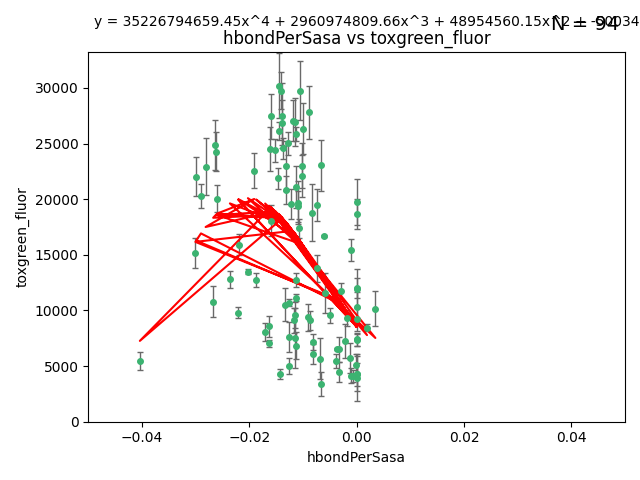 y = 35226794659.45x^4 + 2960974809.66x^3 + 48954560.15x^2 +
N = 94
hbondPerSasa vs toxgreen_fluor
30000
25000
20000
15000
10000
5000
0
toxgreen_fluor
−0.04
−0.02
0.00
0.02
0.04
hbondPerSasa